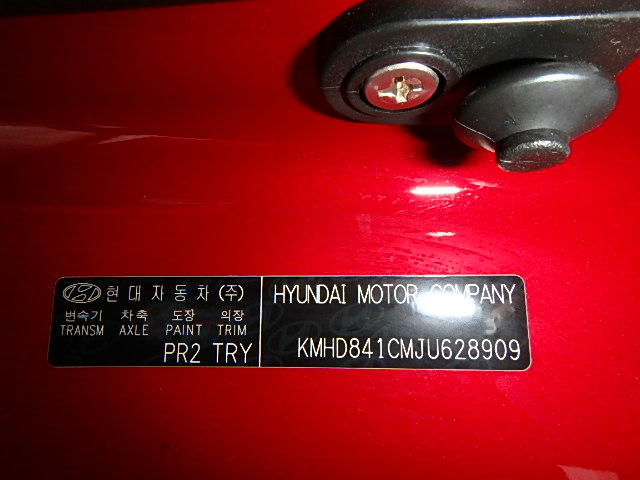 현대자동차(주)
변속기 차축 도장 의장
TRANSM AXLE PAINT TRIM
PR2 TRY
HYUNDAI MOTOR COMPANY
KMHD841CMJU628909